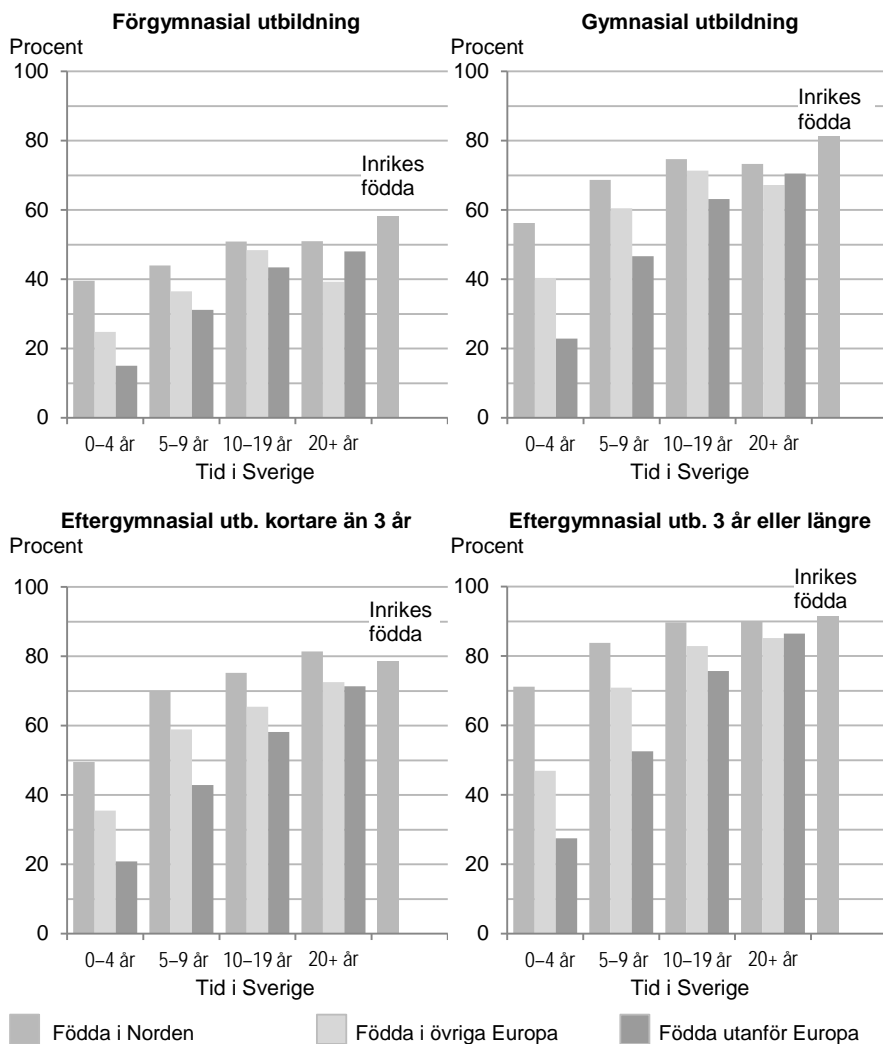 Förgymnasial utbildning
Procent
100
80
60
40
20
0
Inrikes
födda
0–4 år 5–9 år 10–19 år 20+ år
Tid i Sverige
Gymnasial utbildning
Procent
100
80
60
40
20
0
Inrikes
födda
0–4 år 5–9 år 10–19 år 20+ år
Tid i Sverige
Eftergymnasial utb. kortare än 3 år
Procent
100
80
60
40
20
0
Inrikes
födda
0–4 år 5–9 år 10–19 år 20+ år
Tid i Sverige
Eftergymnasial utb. 3 år eller längre
Procent
100
80
60
40
20
0
Inrikes
födda
0–4 år 5–9 år 10–19 år 20+ år
Tid i Sverige
Födda i Norden Födda i övriga Europa Födda utanför Europa